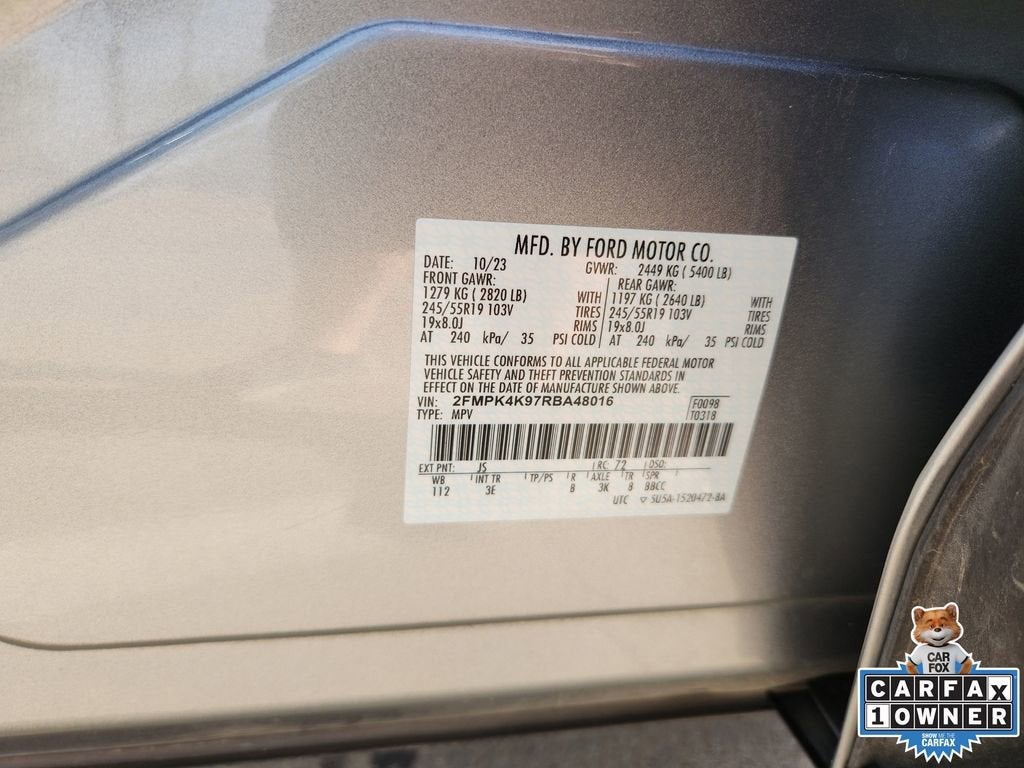 MFD. BY FORD MOTOR CO.
DATE: 10/23 GVWR: 2449 KG ( 5400 LB)
FRONT GAWR: REAR GAWR:
1279 KG ( 2820 LB) WITH 1197 KG ( 2640 LB) WITH
245/55R19 103V TIRES 245/55R19 103V TIRES
19x8.0J RIMS 19x8.0J RIMS
AT 240 kPa/ 35 PSI COLD AT 240 kPa/ 35 PSI COLD
THIS VEHICLE CONFORMS TO ALL APPLICABLE FEDERAL MOTOR
VEHICLE SAFETY AND THEFT PREVENTION STANDARDS IN
EFFECT ON THE DATE OF MANUFACTURE SHOWN ABOVE.
VIN: 2FMPK4K97RBA48016 F0098
TYPE: MPV T0318
EXT PNT: JS RC: 72 DSO:
WB INT TR TP/PS R AXLE TR SPR
112 3E B 3K 8 BBCC
UTC 5U5A-1520472-BA
CAR
FOX
CARFAX
1 OWNER
SHOW ME THE
CARFAX